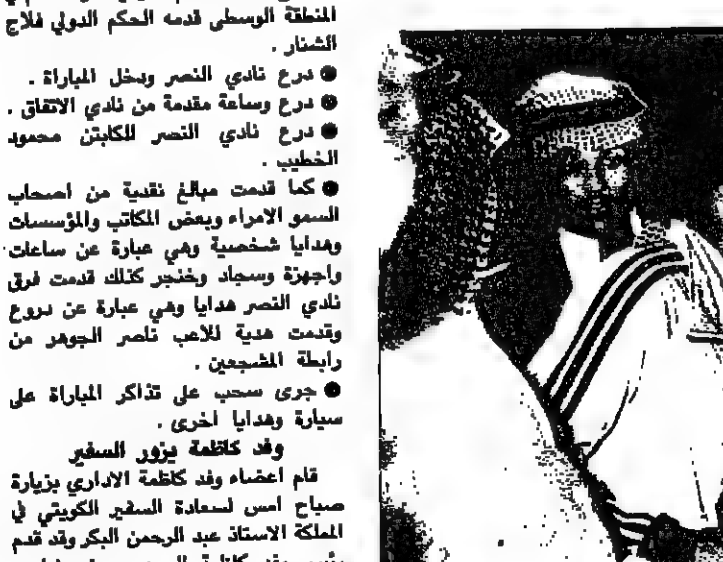 المنطقة الوسطى قدمه الحكم الدولي فلاج
الشنار .
● درع نادي النصر ودخل المباراة .
● درع وساعة مقدمة من نادي الاتفاق .
● درع نادي النصر للكابتن محمود
الخطيب .
● كما قدمت مبالغ نقدية من اصحاب
السمو الامراء وبعض المكاتب والمؤسسات
وهدايا شخصية وهي عبارة عن ساعات
واجهزة وسجاد وخنجر كذلك قدمت فرق
نادي النصر هدايا وهي عبارة عن دروع
وقدمت هدية للاعب ناصر الجوهر من
رابطة المشجعين .
● جرى سحب على تذاكر المباراة على
سيارة وهدايا اخرى .
وفد كاظمة يزور السفير
قام اعضاء وفد كاظمة الاداري بزيارة
صباح امس لسعادة السفير الكويتي في
المملكة الاستاذ عبد الرحمن البكر وقد قدم